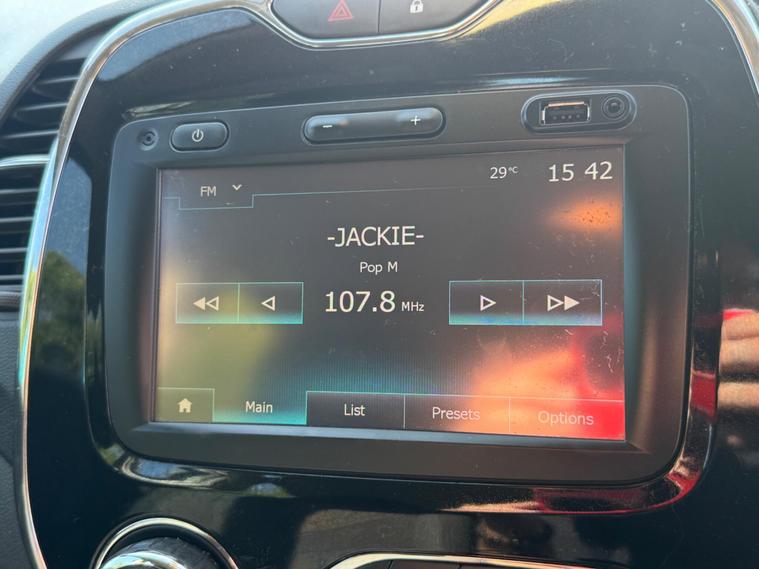 − +
29°C 15 42
FM
-JACKIE-
Pop M
107.8 MHz
Main List Presets Options